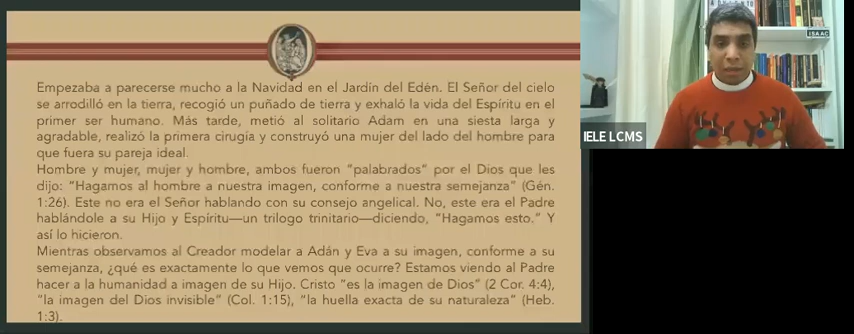 Empezaba a parecerse mucho a la Navidad en el Jardín del Edén. El Señor del cielo
se arrodilló en la tierra, recogió un puñado de tierra y exhaló la vida del Espíritu en el
primer ser humano. Más tarde, metió al solitario Adam en una siesta larga y
agradable, realizó la primera cirugía y construyó una mujer del lado del hombre para
que fuera su pareja ideal.
Hombre y mujer, mujer y hombre, ambos fueron "palabrados" por el Dios que les
dijo: "Hagamos al hombre a nuestra imagen, conforme a nuestra semejanza" (Gén.
1:26). Este no era el Señor hablando con su consejo angelical. No, este era el Padre
hablándole a su Hijo y Espíritu—un trilogo trinitario—diciendo, "Hagamos esto." Y
así lo hicieron.
Mientras observamos al Creador modelar a Adán y Eva a su imagen, conforme a su
semejanza, ¿qué es exactamente lo que vemos que ocurre? Estamos viendo al Padre
hacer a la humanidad a imagen de su Hijo. Cristo "es la imagen de Dios" (2 Cor. 4:4),
"la imagen del Dios invisible" (Col. 1:15), "la huella exacta de su naturaleza" (Heb.
1:3).
ISAAC
IELE LCMS